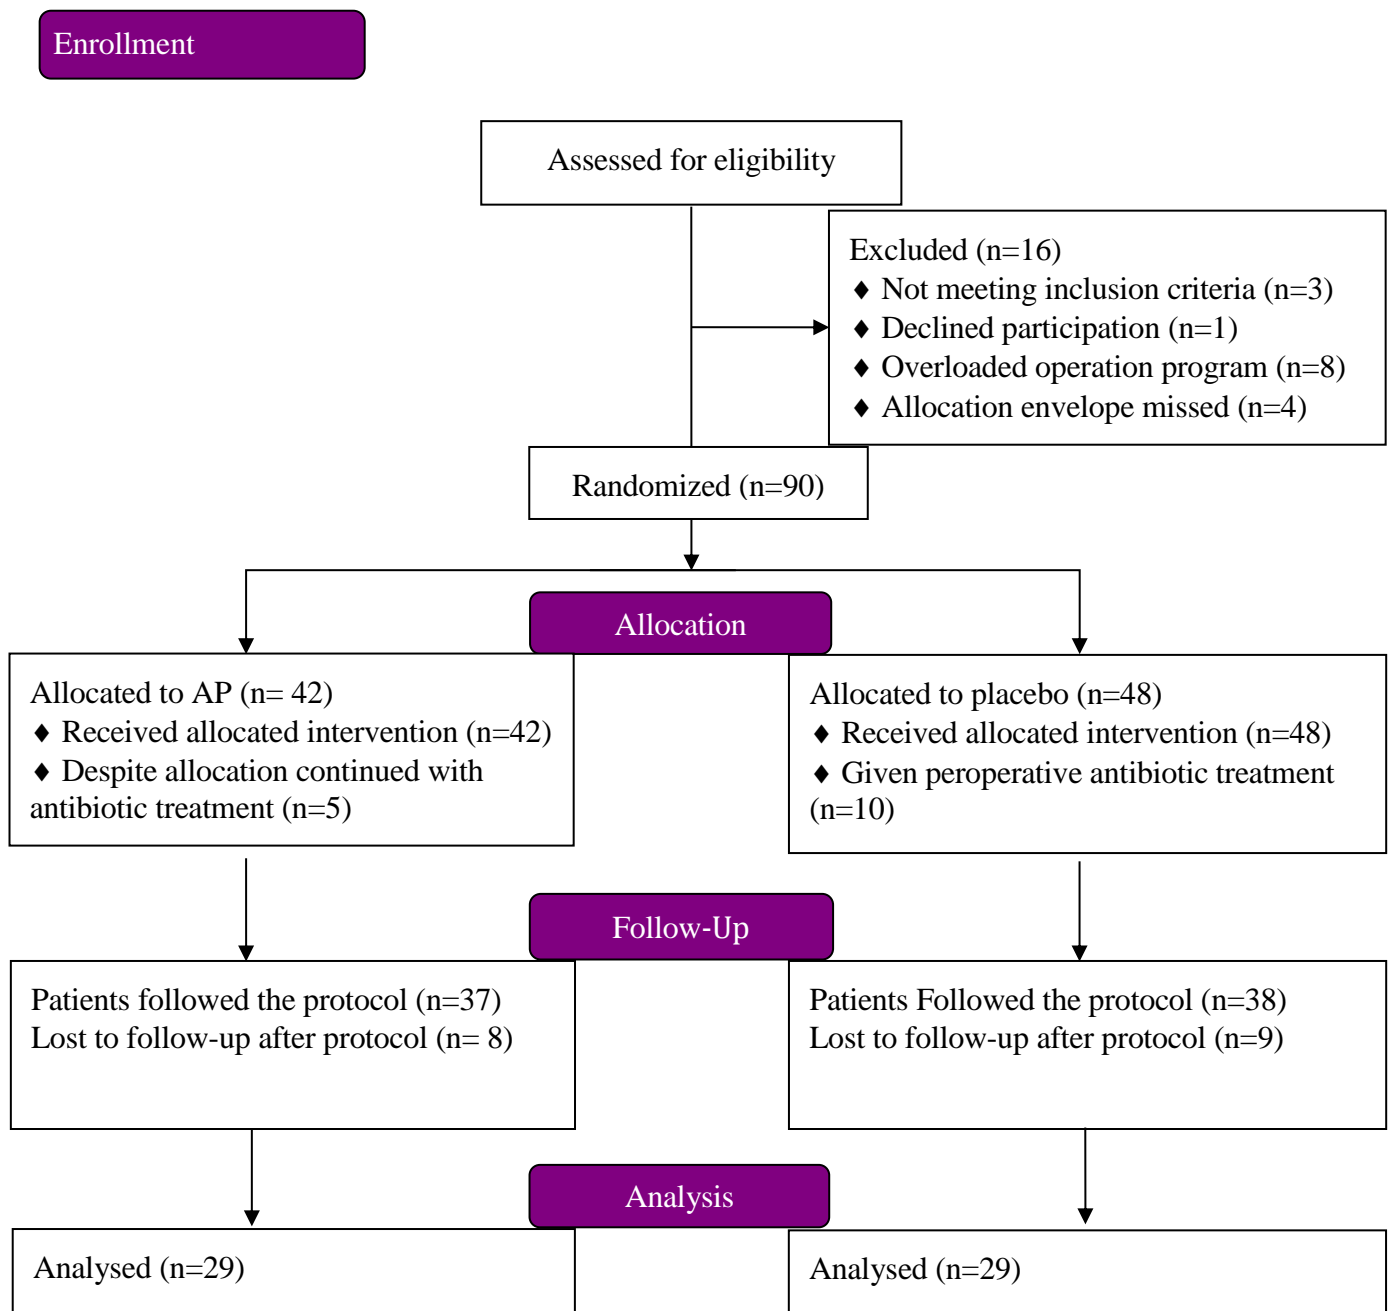 Enrollment
Assessed for eligibility
Excluded (n=16)
♦ Not meeting inclusion criteria (n=3)
♦ Declined participation (n=1)
♦ Overloaded operation program (n=8)
♦ Allocation envelope missed (n=4)
Randomized (n=90)
Allocation
Allocated to AP (n= 42)
♦ Received allocated intervention (n=42)
♦ Despite allocation continued with
antibiotic treatment (n=5)
Allocated to placebo (n=48)
♦ Received allocated intervention (n=48)
♦ Given peroperative antibiotic treatment
(n=10)
Follow-Up
Patients followed the protocol (n=37)
Lost to follow-up after protocol (n= 8)
Patients Followed the protocol (n=38)
Lost to follow-up after protocol (n=9)
Analysis
Analysed (n=29)
Analysed (n=29)